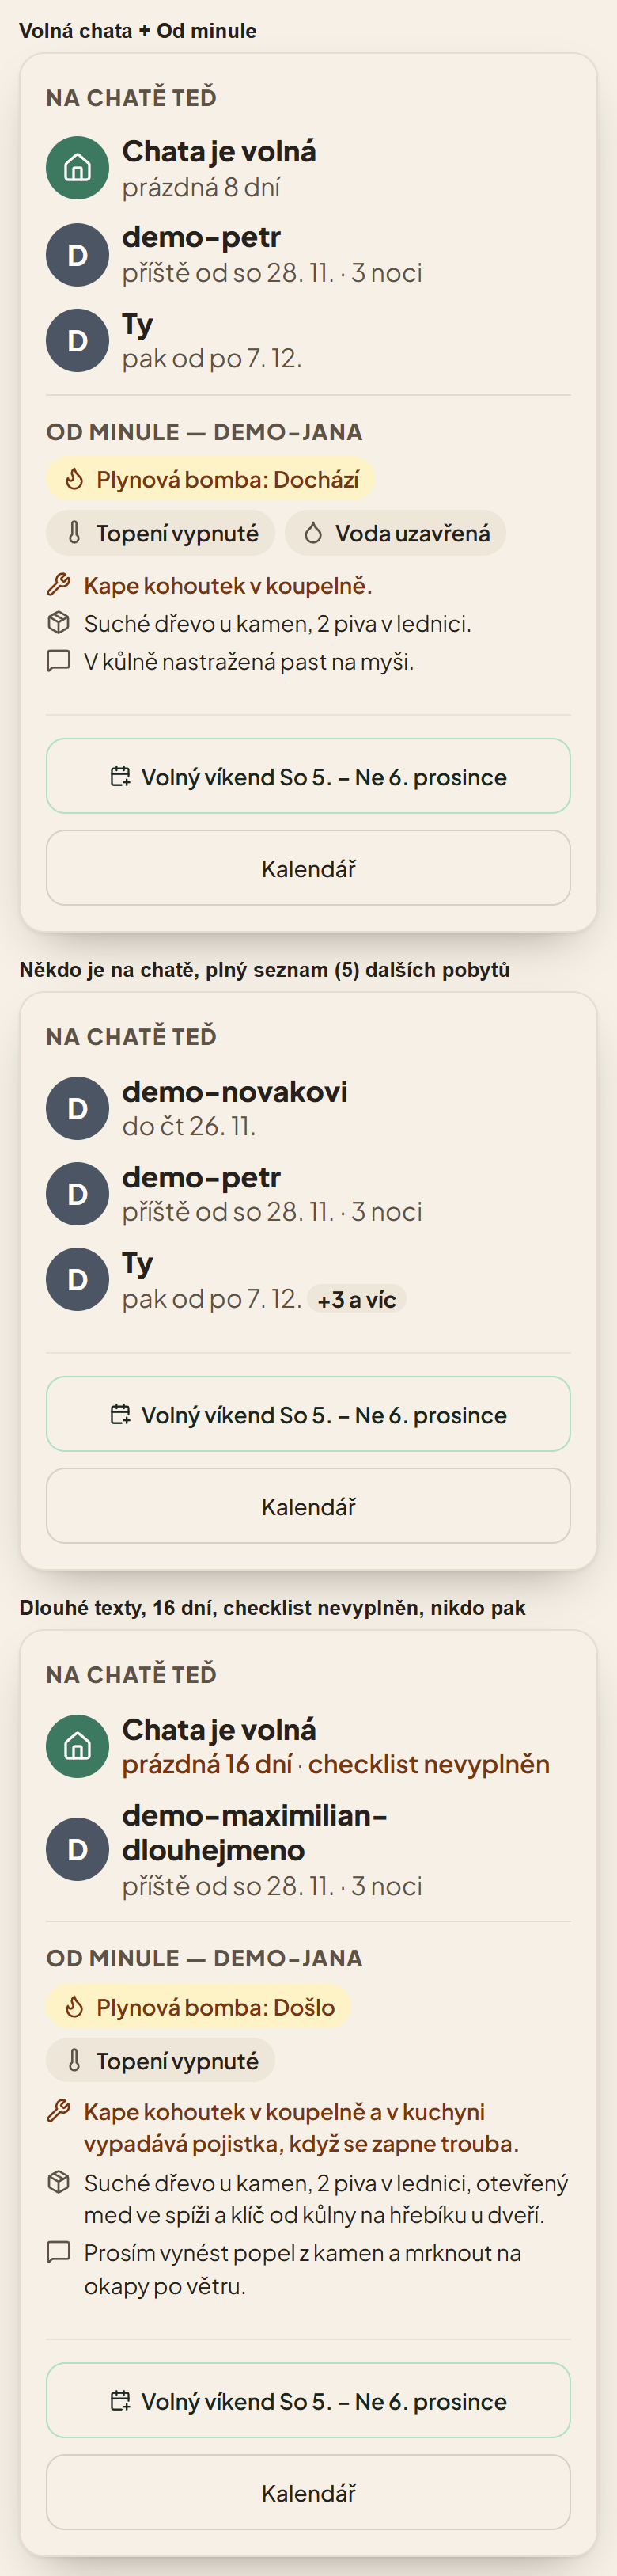 Volná chata + Od minule
NA CHATĚ TEĎ
Chata je volná
prázdná 8 dní
D
demo-petr
příště od so 28. 11. · 3 noci
D
Ty
pak od po 7. 12.
OD MINULE — DEMO-JANA
Plynová bomba: Dochází
Topení vypnuté
Voda uzavřená
Kape kohoutek v koupelně.
Suché dřevo u kamen, 2 piva v lednici.
V kůlně nastražená past na myši.
Volný víkend So 5. – Ne 6. prosince
Kalendář
Někdo je na chatě, plný seznam (5) dalších pobytů
NA CHATĚ TEĎ
D
demo-novakovi
do čt 26. 11.
D
demo-petr
příště od so 28. 11. · 3 noci
D
Ty
pak od po 7. 12. +3 a víc
Volný víkend So 5. – Ne 6. prosince
Kalendář
Dlouhé texty, 16 dní, checklist nevyplněn, nikdo pak
NA CHATĚ TEĎ
Chata je volná
prázdná 16 dní · checklist nevyplněn
D
demo-maximilian-
dlouhejmeno
příště od so 28. 11. · 3 noci
OD MINULE — DEMO-JANA
Plynová bomba: Došlo
Topení vypnuté
Kape kohoutek v koupelně a v kuchyni
vypadává pojistka, když se zapne trouba.
Suché dřevo u kamen, 2 piva v lednici, otevřený
med ve spíži a klíč od kůlny na hřebíku u dveří.
Prosím vynést popel z kamen a mrknout na
okapy po větru.
Volný víkend So 5. – Ne 6. prosince
Kalendář